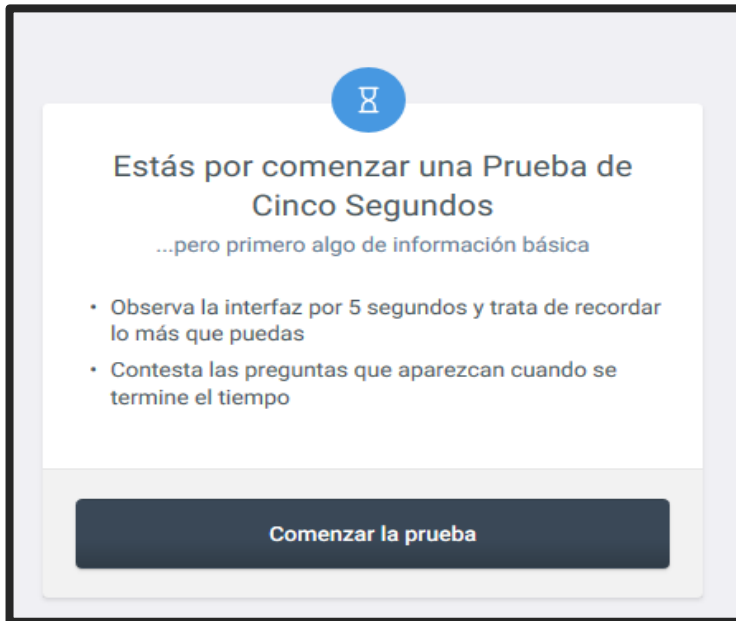 Estás por comenzar una Prueba de
Cinco Segundos
...pero primero algo de información básica
• Observa la interfaz por 5 segundos y trata de recordar
lo más que puedas
• Contesta las preguntas que aparezcan cuando se
termine el tiempo
Comenzar la prueba